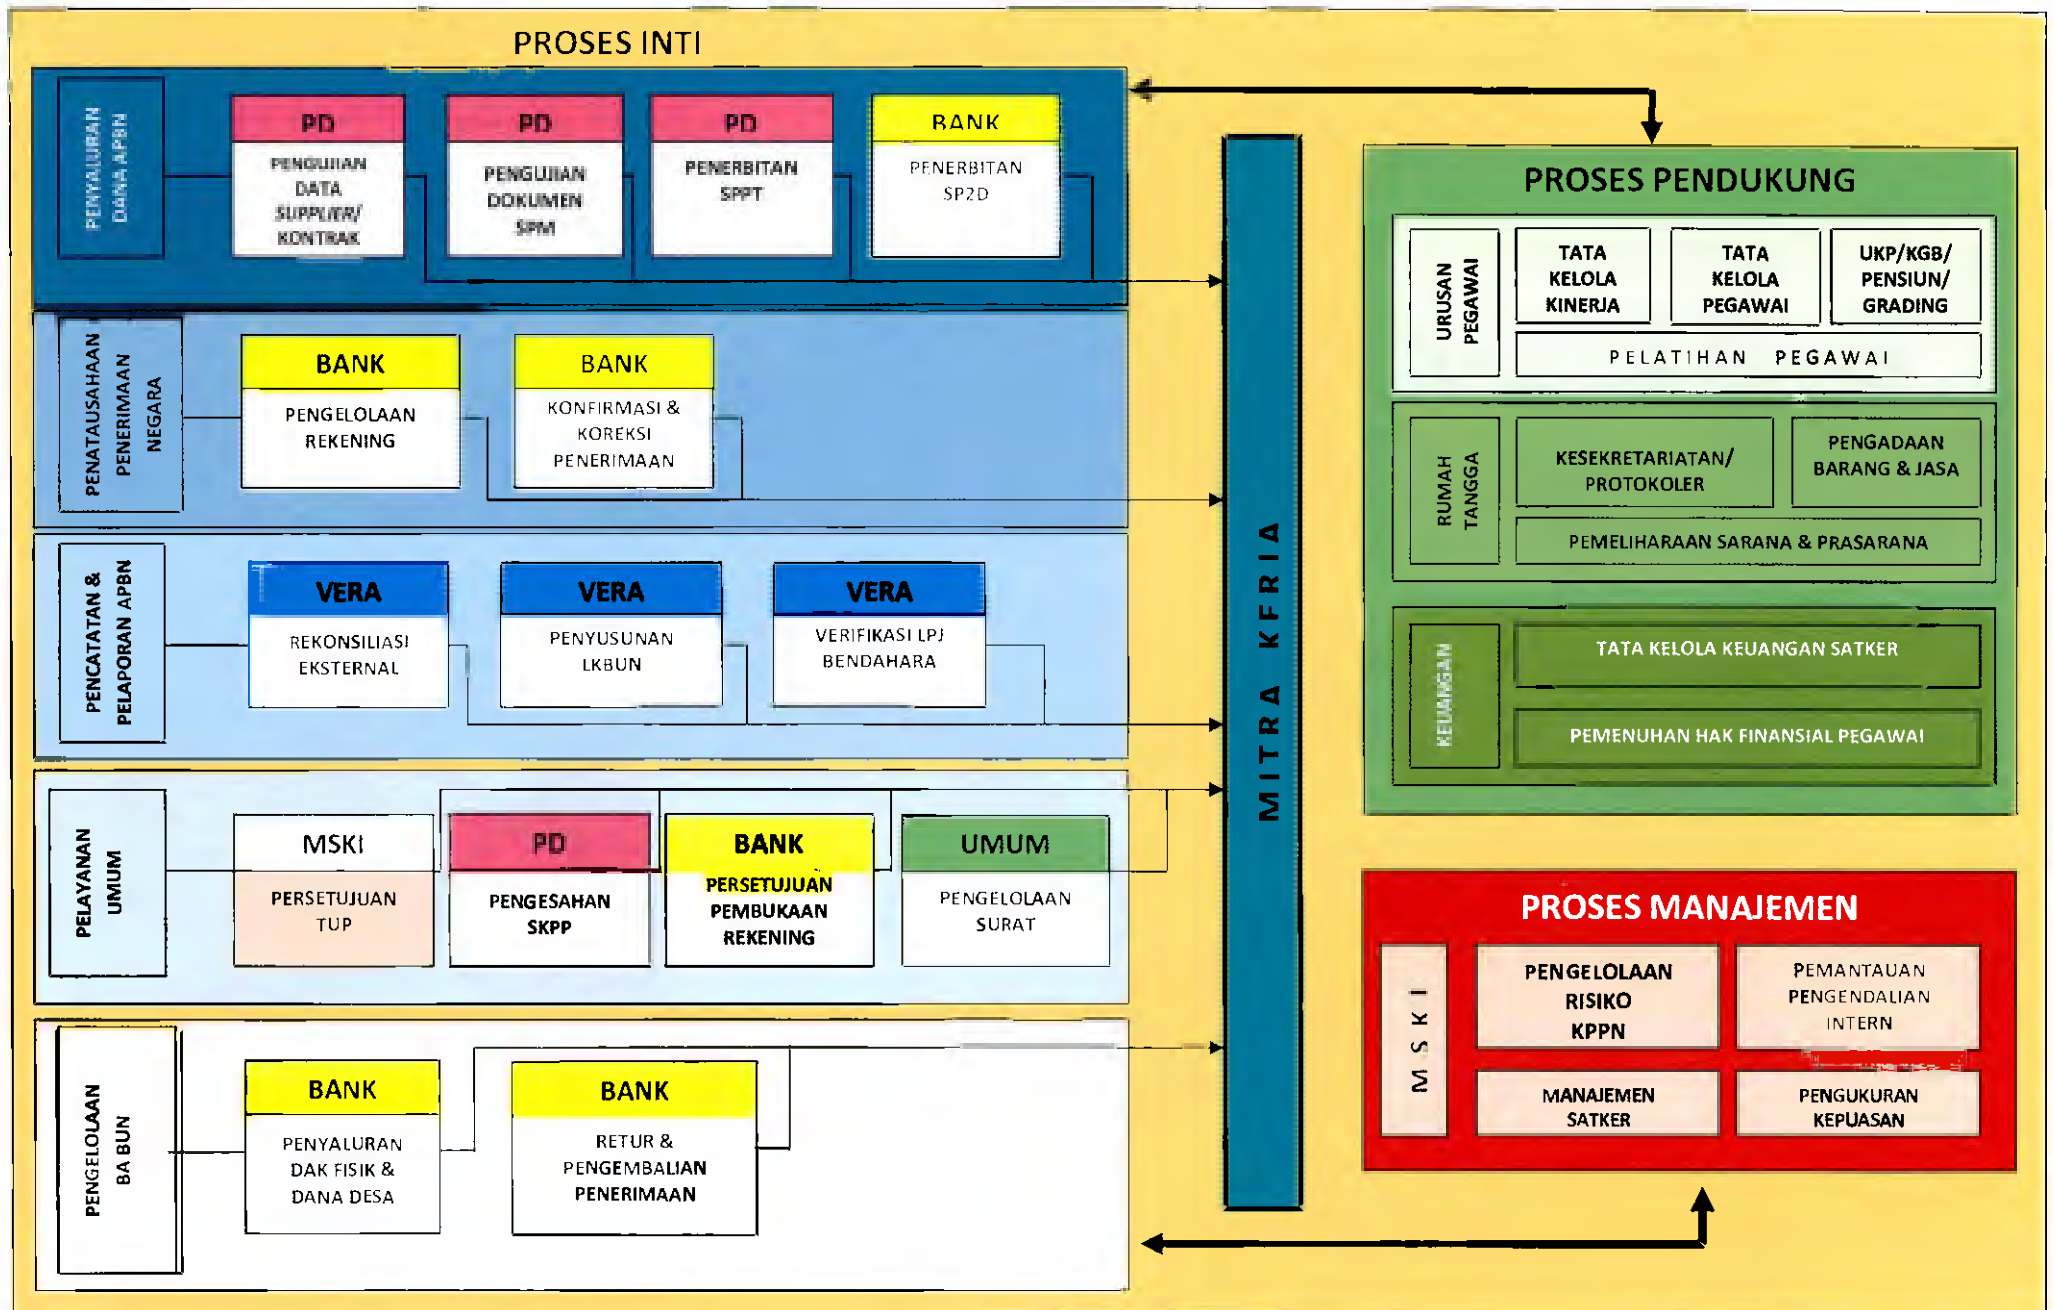 PROSES INTI
PENYALURAN
DANA APBN
PD
PENGUJIAN
DATA
SUPPLIER/
KONTRAK
PD
PENGUJIAN
DOKUMEN
SPM
PD
PENERBITAN
SPPT
BANK
PENERBITAN
SP2D
PENATAUSAHAAN
PENERIMAAN
NEGARA
BANK
PENGELOLAAN
REKENING
BANK
KONFIRMASI &
KOREKSI
PENERIMAAN
PENCATATAN &
PELAPORAN APBN
VERA
REKONSILIASI
EKSTERNAL
VERA
PENYUSUNAN
LKBUN
VERA
VERIFIKASI LPJ
BENDAHARA
PELAYANAN
UMUM
MSKI
PERSETUJUAN
TUP
PD
PENGESAHAN
SKPP
BANK
PERSETUJUAN
PEMBUKAAN
REKENING
UMUM
PENGELOLAAN
SURAT
PENGELOLAAN
BA BUN
BANK
PENYALURAN
DAK FISIK &
DANA DESA
BANK
RETUR &
PENGEMBALIAN
PENERIMAAN
MITRA KERJA
PROSES PENDUKUNG
URUSAN
PEGAWAI
TATA
KELOLA
KINERJA
TATA
KELOLA
PEGAWAI
UKP/KGB/
PENSIUN/
GRADING
PELATIHAN PEGAWAI
RUMAH
TANGGA
KESEKRETARIATAN/
PROTOKOLER
PENGADAAN
BARANG & JASA
PEMELIHARAAN SARANA & PRASARANA
KEUANGAN
TATA KELOLA KEUANGAN SATKER
PEMENUHAN HAK FINANSIAL PEGAWAI
PROSES MANAJEMEN
MSKI
PENGELOLAAN
RISIKO
KPPN
PEMANTAUAN
PENGENDALIAN
INTERN
MANAJEMEN
SATKER
PENGUKURAN
KEPUASAN